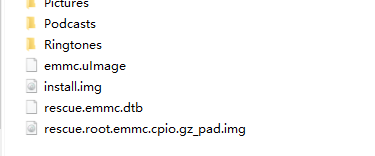 Pictures
Podcasts
Ringtones
emmc.uImage
install.img
rescue.emmc.dtb
rescue.root.emmc.cpio.gz_pad.img